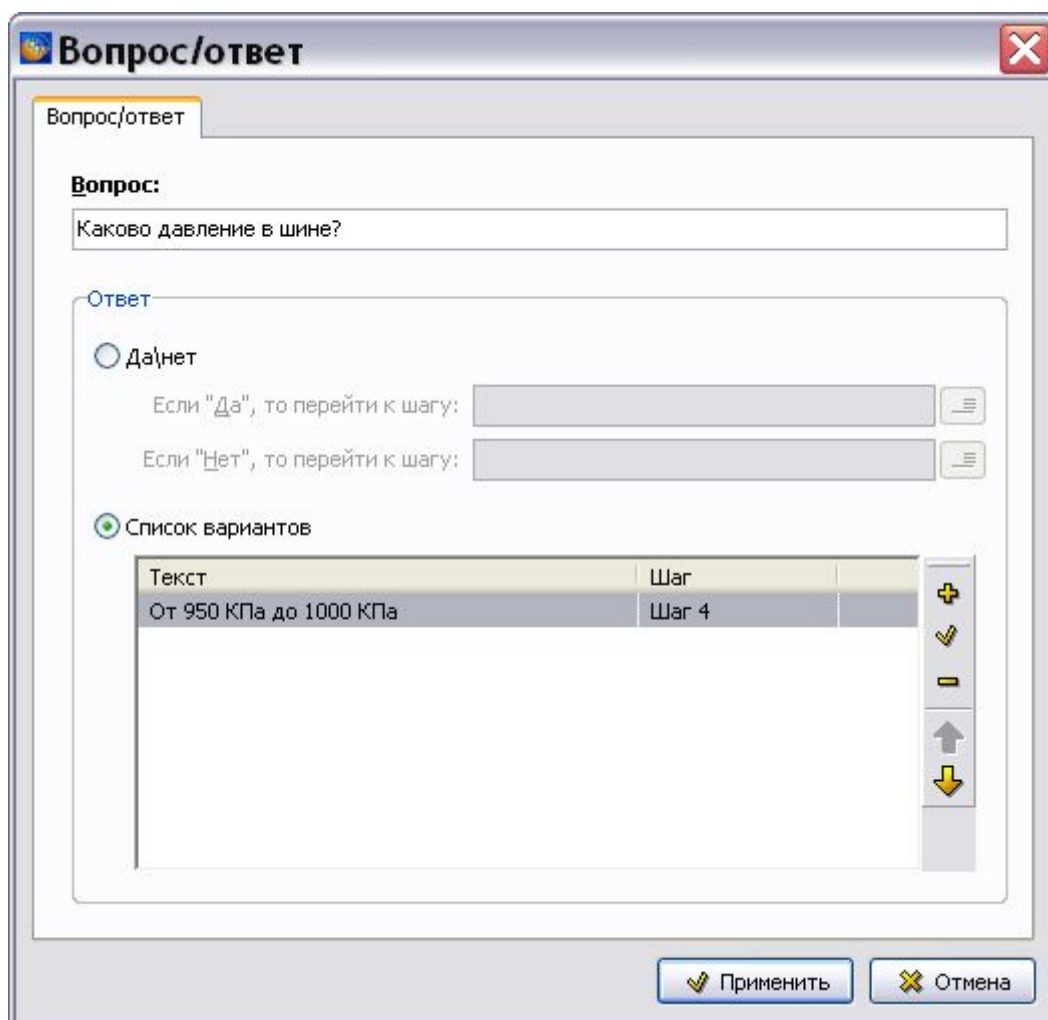 Вопрос/ответ
Вопрос/ответ
Вопрос:
Каково давление в шине?
Ответ
Да\нет
Если "Да", то перейти к шагу:
Если "Нет", то перейти к шагу:
Список вариантов
Текст Шаг
От 950 КПа до 1000 КПа Шаг 4
Применить Отмена